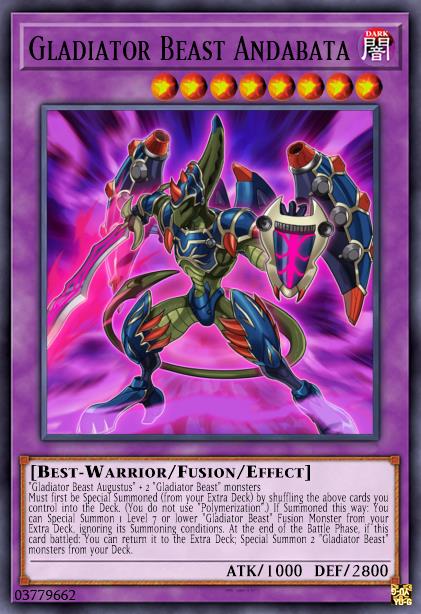 GLADIATOR BEAST ANDABATA
DARK
闇
[BEST-WARRIOR/FUSION/EFFECT]
"Gladiator Beast Augustus" + 2 "Gladiator Beast" monsters
Must first be Special Summoned (from your Extra Deck) by shuffling the above cards you
control into the Deck. (You do not use "Polymerization".) If Summoned this way: You
can Special Summon 1 Level 7 or lower "Gladiator Beast" Fusion Monster from your
Extra Deck, ignoring its Summoning conditions. At the end of the Battle Phase, if this
card battled: You can return it to the Extra Deck; Special Summon 2 "Gladiator Beast"
monsters from your Deck.
ATK/1000 DEF/2800
03779662